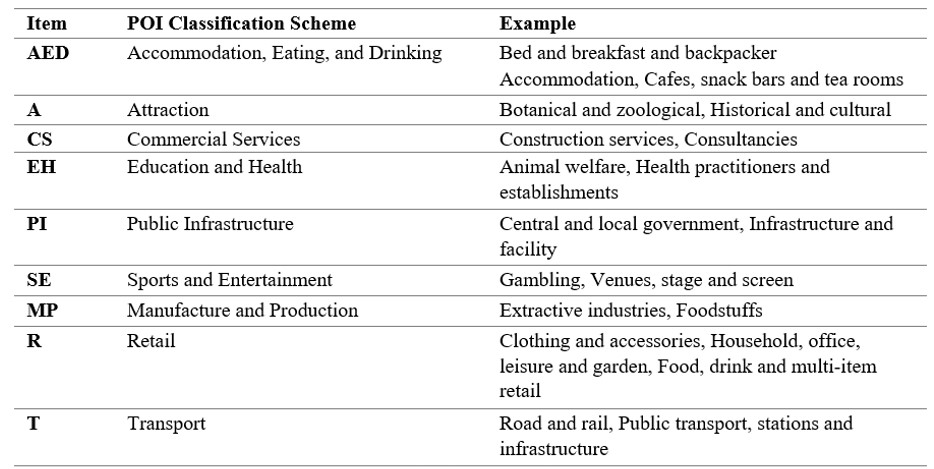 Item POI Classification Scheme Example
AED Accommodation, Eating, and Drinking Bed and breakfast and backpacker
Accommodation, Cafes, snack bars and tea rooms
A Attraction Botanical and zoological, Historical and cultural
CS Commercial Services Construction services, Consultancies
EH Education and Health Animal welfare, Health practitioners and
establishments
PI Public Infrastructure Central and local government, Infrastructure and
facility
SE Sports and Entertainment Gambling, Venues, stage and screen
MP Manufacture and Production Extractive industries, Foodstuffs
R Retail Clothing and accessories, Household, office,
leisure and garden, Food, drink and multi-item
retail
T Transport Road and rail, Public transport, stations and
infrastructure